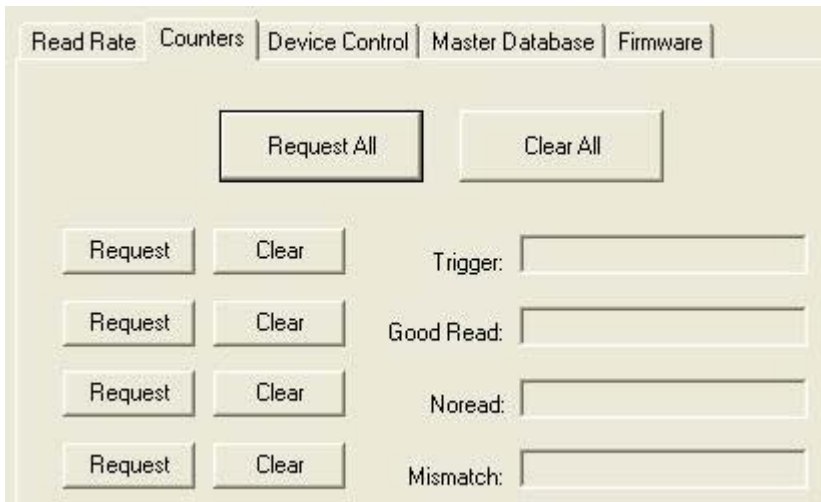 Read Rate Counters Device Control Master Database Firmware
Request All Clear All
Request Clear Trigger:
Request Clear Good Read:
Request Clear Noread:
Request Clear Mismatch: